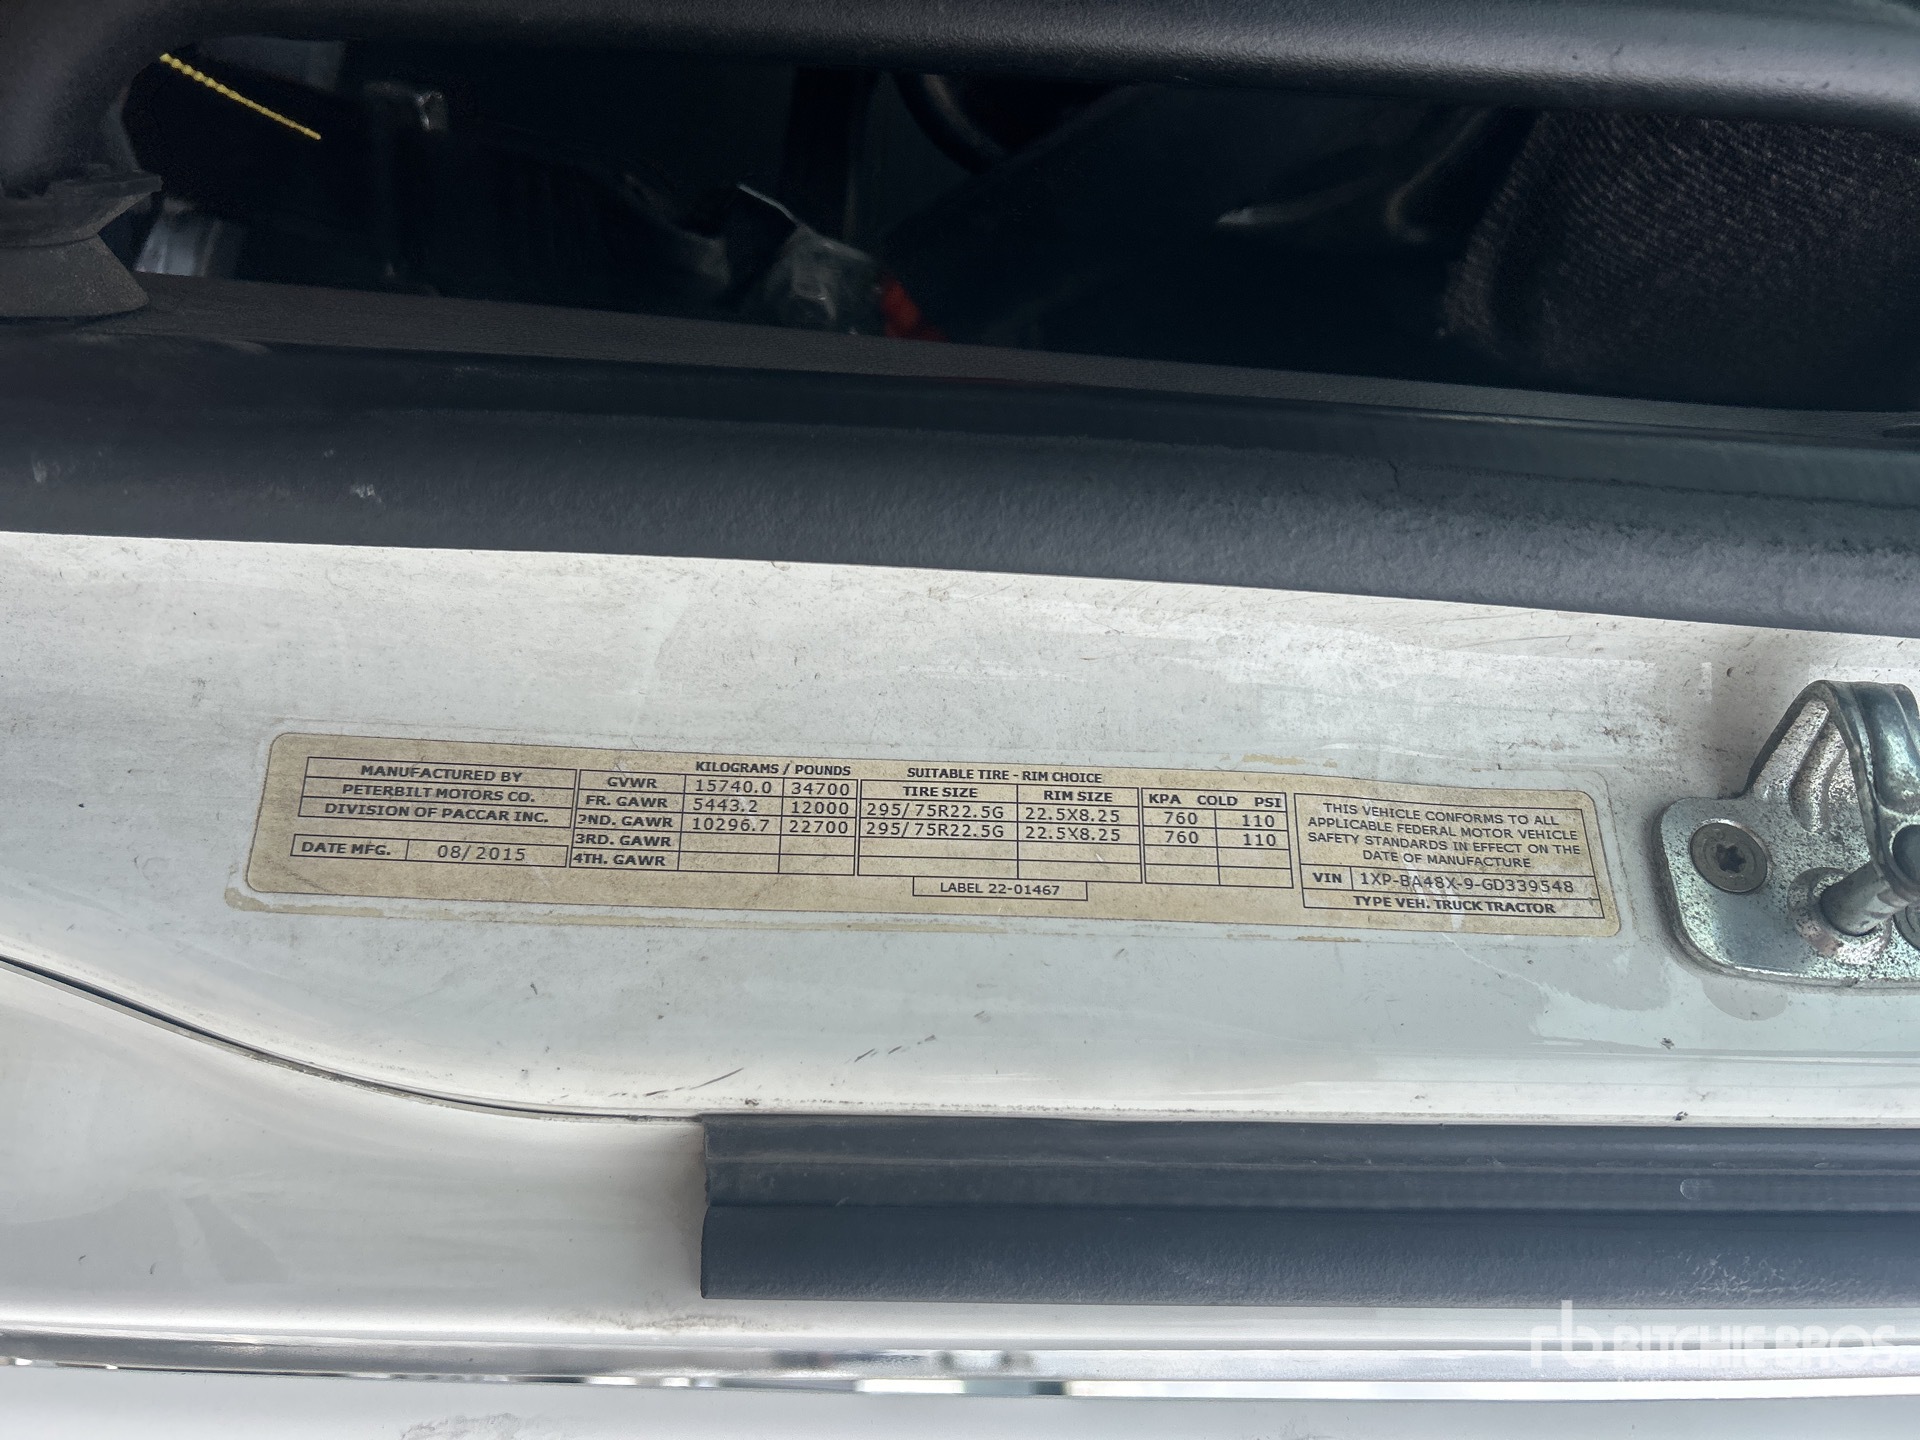 MANUFACTURED BY
PETERBILT MOTORS CO.
DIVISION OF PACCAR INC.
DATE MFG. 08/2015
KILOGRAMS / POUNDS
GVWR 15740.0 34700
FR. GAWR 5443.2 12000
2ND. GAWR 10296.7 22700
3RD. GAWR
4TH. GAWR
SUITABLE TIRE - RIM CHOICE
TIRE SIZE RIM SIZE
295/75R22.5G 22.5X8.25
295/75R22.5G 22.5X8.25
KPA COLD PSI
760 110
760 110
LABEL 22-01467
THIS VEHICLE CONFORMS TO ALL
APPLICABLE FEDERAL MOTOR VEHICLE
SAFETY STANDARDS IN EFFECT ON THE
DATE OF MANUFACTURE
VIN 1XP-BA48X-9-GD339548
TYPE VEH. TRUCK TRACTOR
rb RITCHIE BROS.